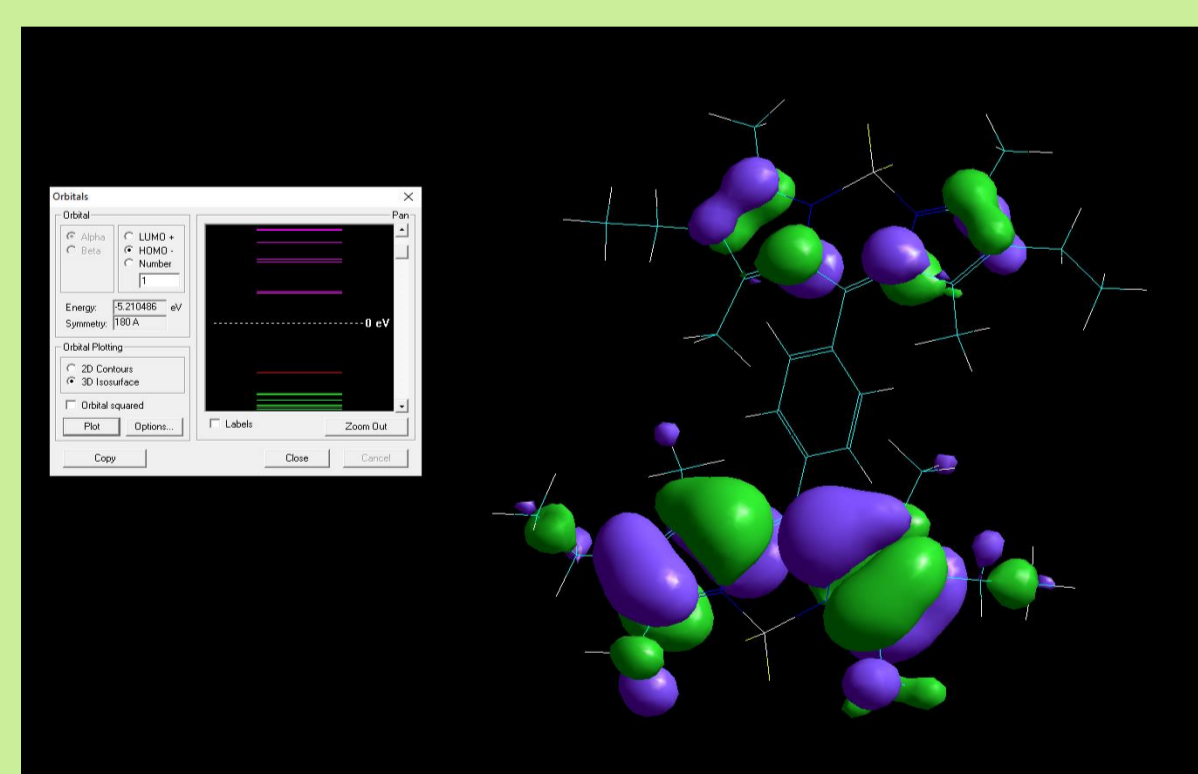 Orbitals
Orbital
Alpha
Beta
LUMO +
HOMO -
Number
1
Energy: -5.210486 eV
Symmetry: 180 A
Orbital Plotting
2D Contours
3D Isosurface
Orbital squared
Plot
Options...
Pan
0 eV
Labels
Zoom Out
Copy
Close
Cancel